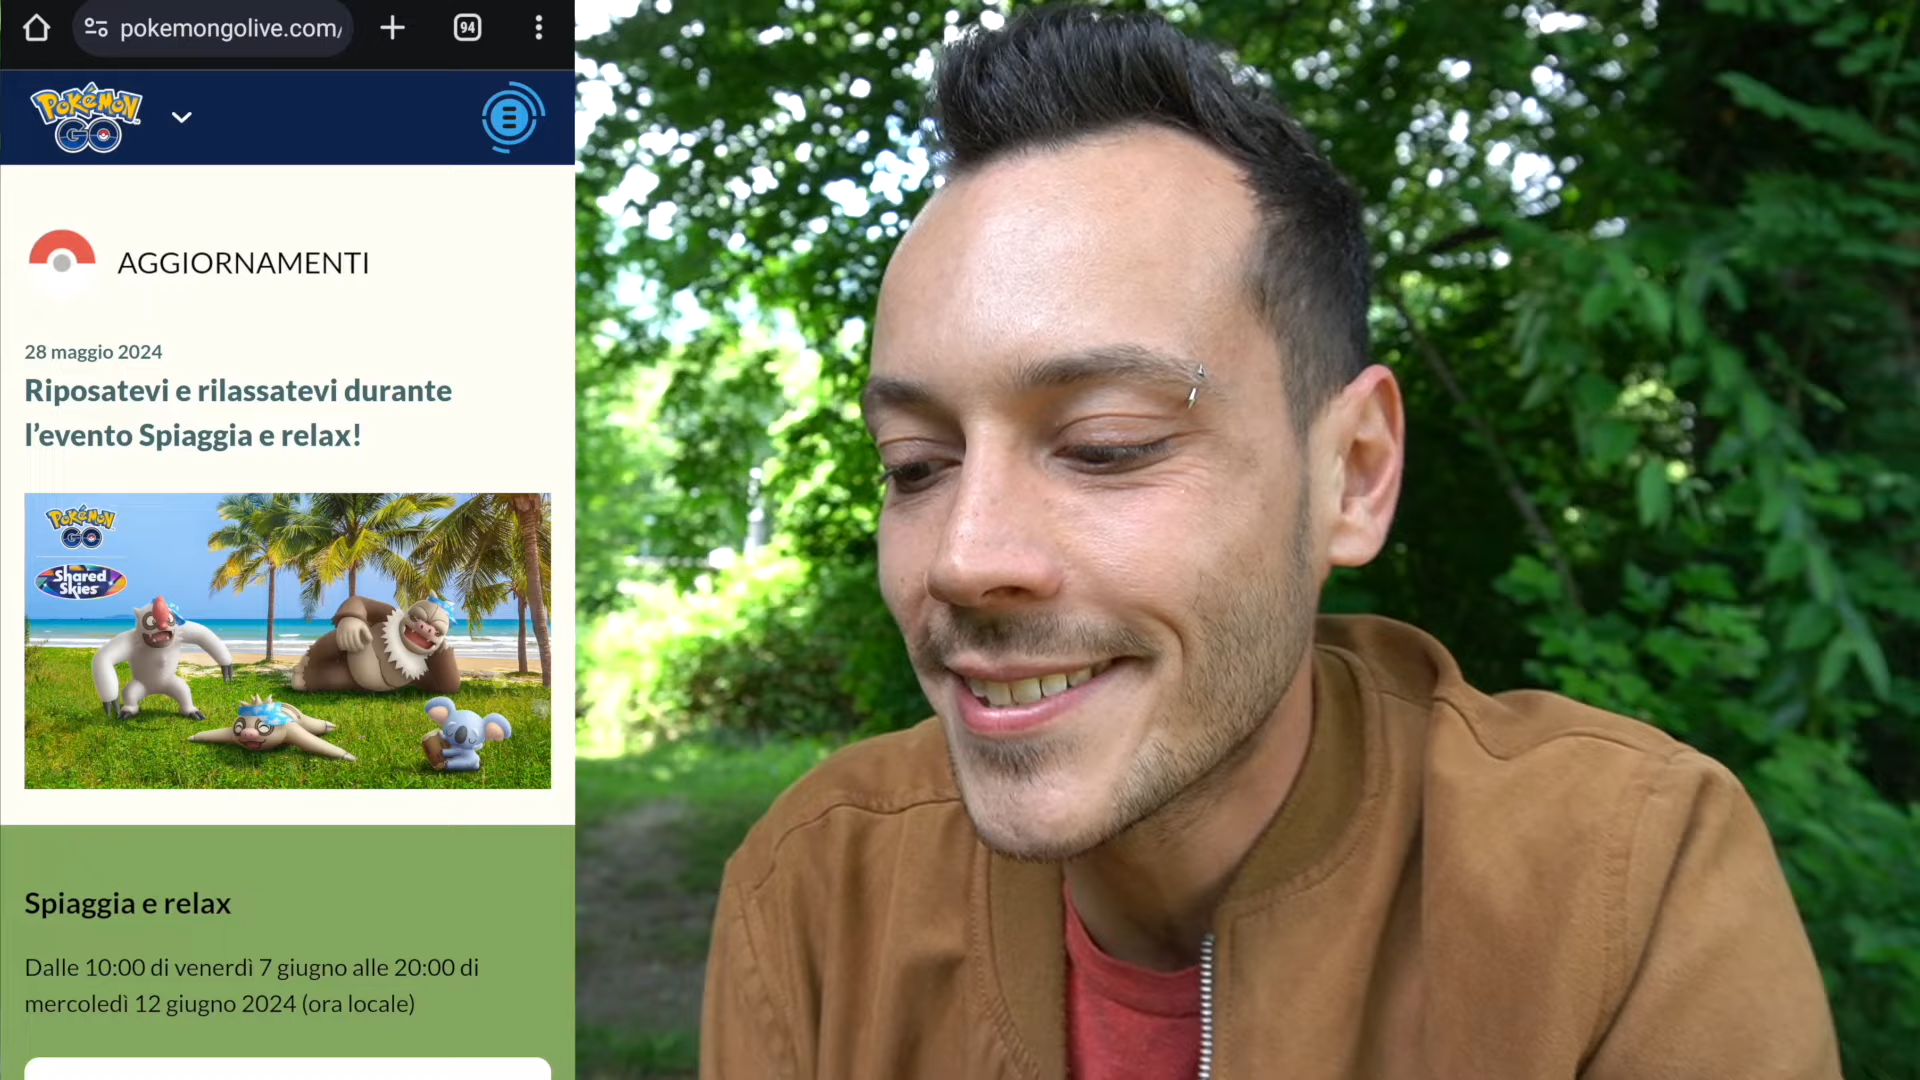 pokemongolive.com/
94
POKÉMON
GO
AGGIORNAMENTI
28 maggio 2024
Riposatevi e rilassatevi durante
l’evento Spiaggia e relax!
POKÉMON
GO
Shared
Skies
Spiaggia e relax
Dalle 10:00 di venerdì 7 giugno alle 20:00 di
mercoledì 12 giugno 2024 (ora locale)